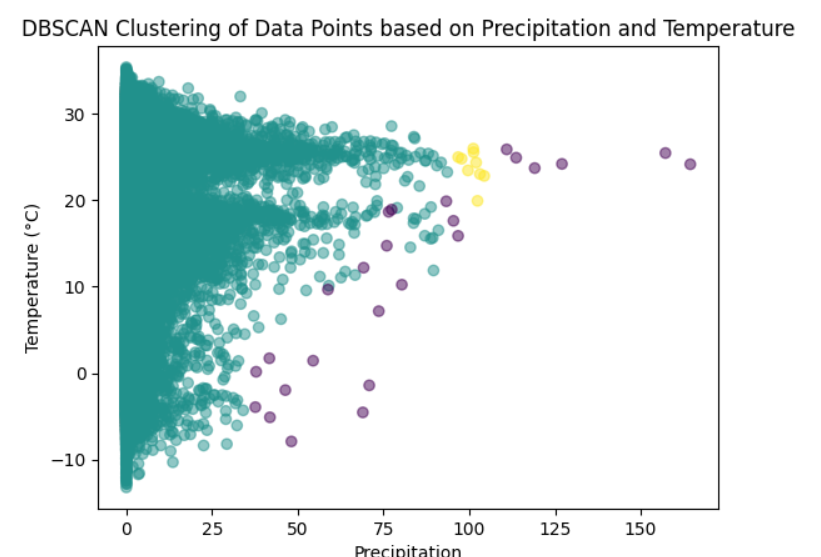 DBSCAN Clustering of Data Points based on Precipitation and Temperature
Temperature (°C)
30
20
10
0
−10
0 25 50 75 100 125 150
Precipitation